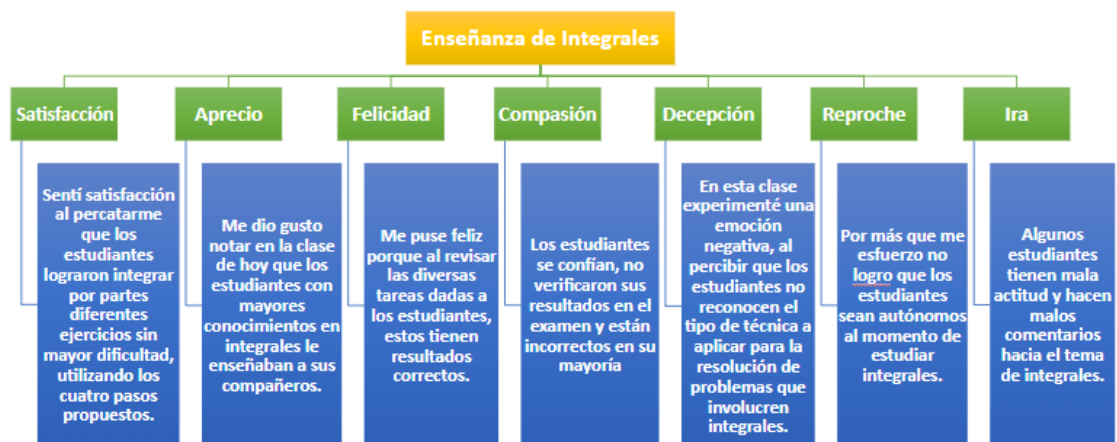 Enseñanza de Integrales
Satisfacción
Aprecio
Felicidad
Compasión
Decepción
Reproche
Ira
Sentí satisfacción
al percatarme
que los
estudiantes
lograron integrar
por partes
diferentes
ejercicios sin
mayor dificultad,
utilizando los
cuatro pasos
propuestos.
Me dio gusto
notar en la clase
de hoy que los
estudiantes con
mayores
conocimientos en
integrales le
enseñaban a sus
compañeros.
Me puse feliz
porque al revisar
las diversas
tareas dadas a
los estudiantes,
estos tienen
resultados
correctos.
Los estudiantes
se confían, no
verificaron sus
resultados en el
examen y están
incorrectos en su
mayoría
En esta clase
experimenté una
emoción
negativa, al
percibir que los
estudiantes no
reconocen el
tipo de técnica a
aplicar para la
resolución de
problemas que
involucren
integrales.
Por más que me
esfuerzo no
logro que los
estudiantes
sean autónomos
al momento de
estudiar
integrales.
Algunos
estudiantes
tienen mala
actitud y hacen
malos
comentarios
hacia el tema
de integrales.